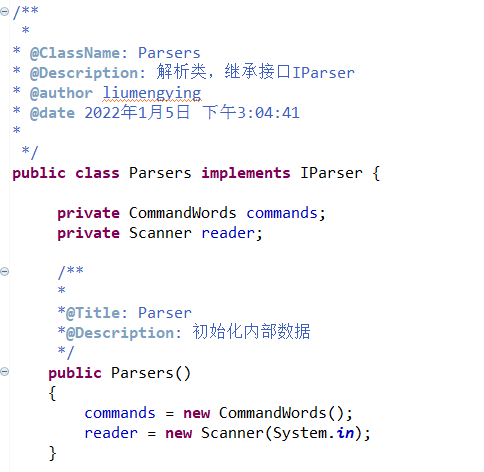 /**
 *
* @ClassName: Parsers
* @Description: 解析类，继承接口IParser
* @author liumengying
* @date 2022年1月5日 下午3:04:41
*
 */
public class Parsers implements IParser {
private CommandWords commands;
private Scanner reader;
/**
*
*@Title: Parser
*@Description: 初始化内部数据
*/
public Parsers()
{
commands = new CommandWords();
reader = new Scanner(System.in);
}